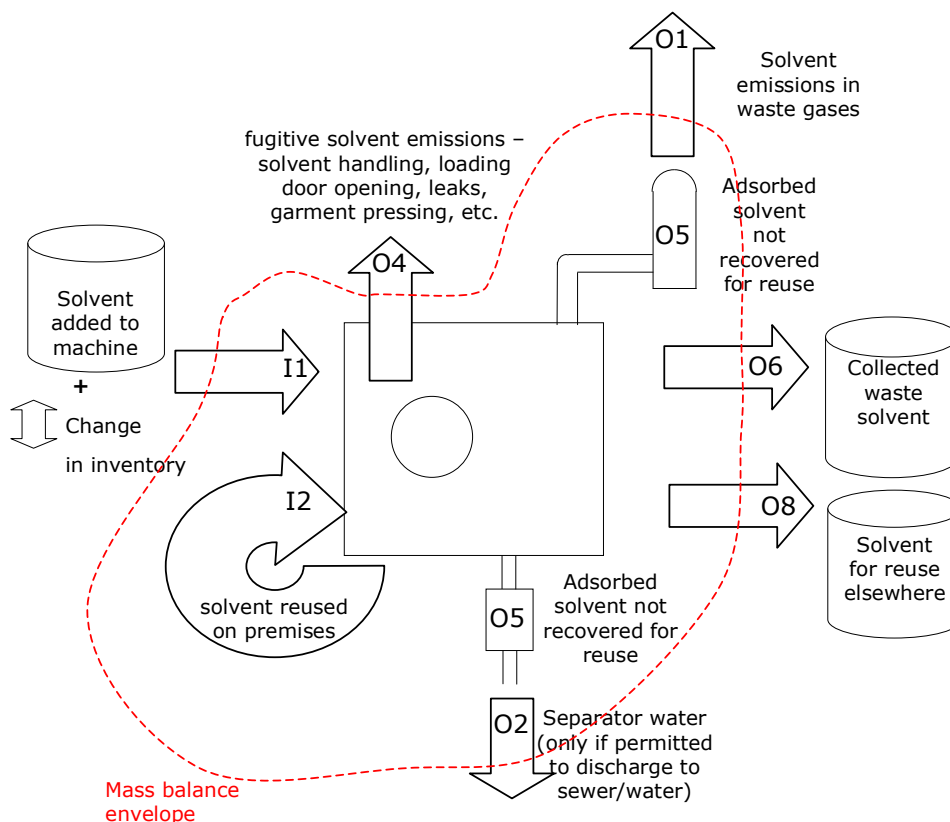 O1
Solvent
emissions in
waste gases
fugitive solvent emissions –
solvent handling, loading
door opening, leaks,
garment pressing, etc.
Adsorbed
solvent
not
recovered
for reuse
O5
O4
Solvent
added to
machine
+
Change
in inventory
I1
O6
Collected
waste
solvent
I2
O8
Solvent
for reuse
elsewhere
solvent reused
on premises
O5
Adsorbed
solvent not
recovered for
reuse
O2
Separator water
(only if permitted
to discharge to
sewer/water)
Mass balance
envelope